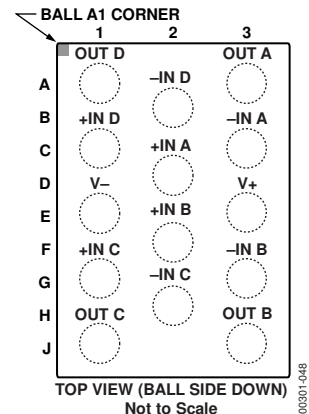 BALL A1 CORNER
1 2 3
OUT D OUT A
A –IN D
B +IN D –IN A
C +IN A
D V– V+
E +IN B
F +IN C –IN B
G –IN C
H OUT C OUT B
J
TOP VIEW (BALL SIDE DOWN)
Not to Scale
00301-048